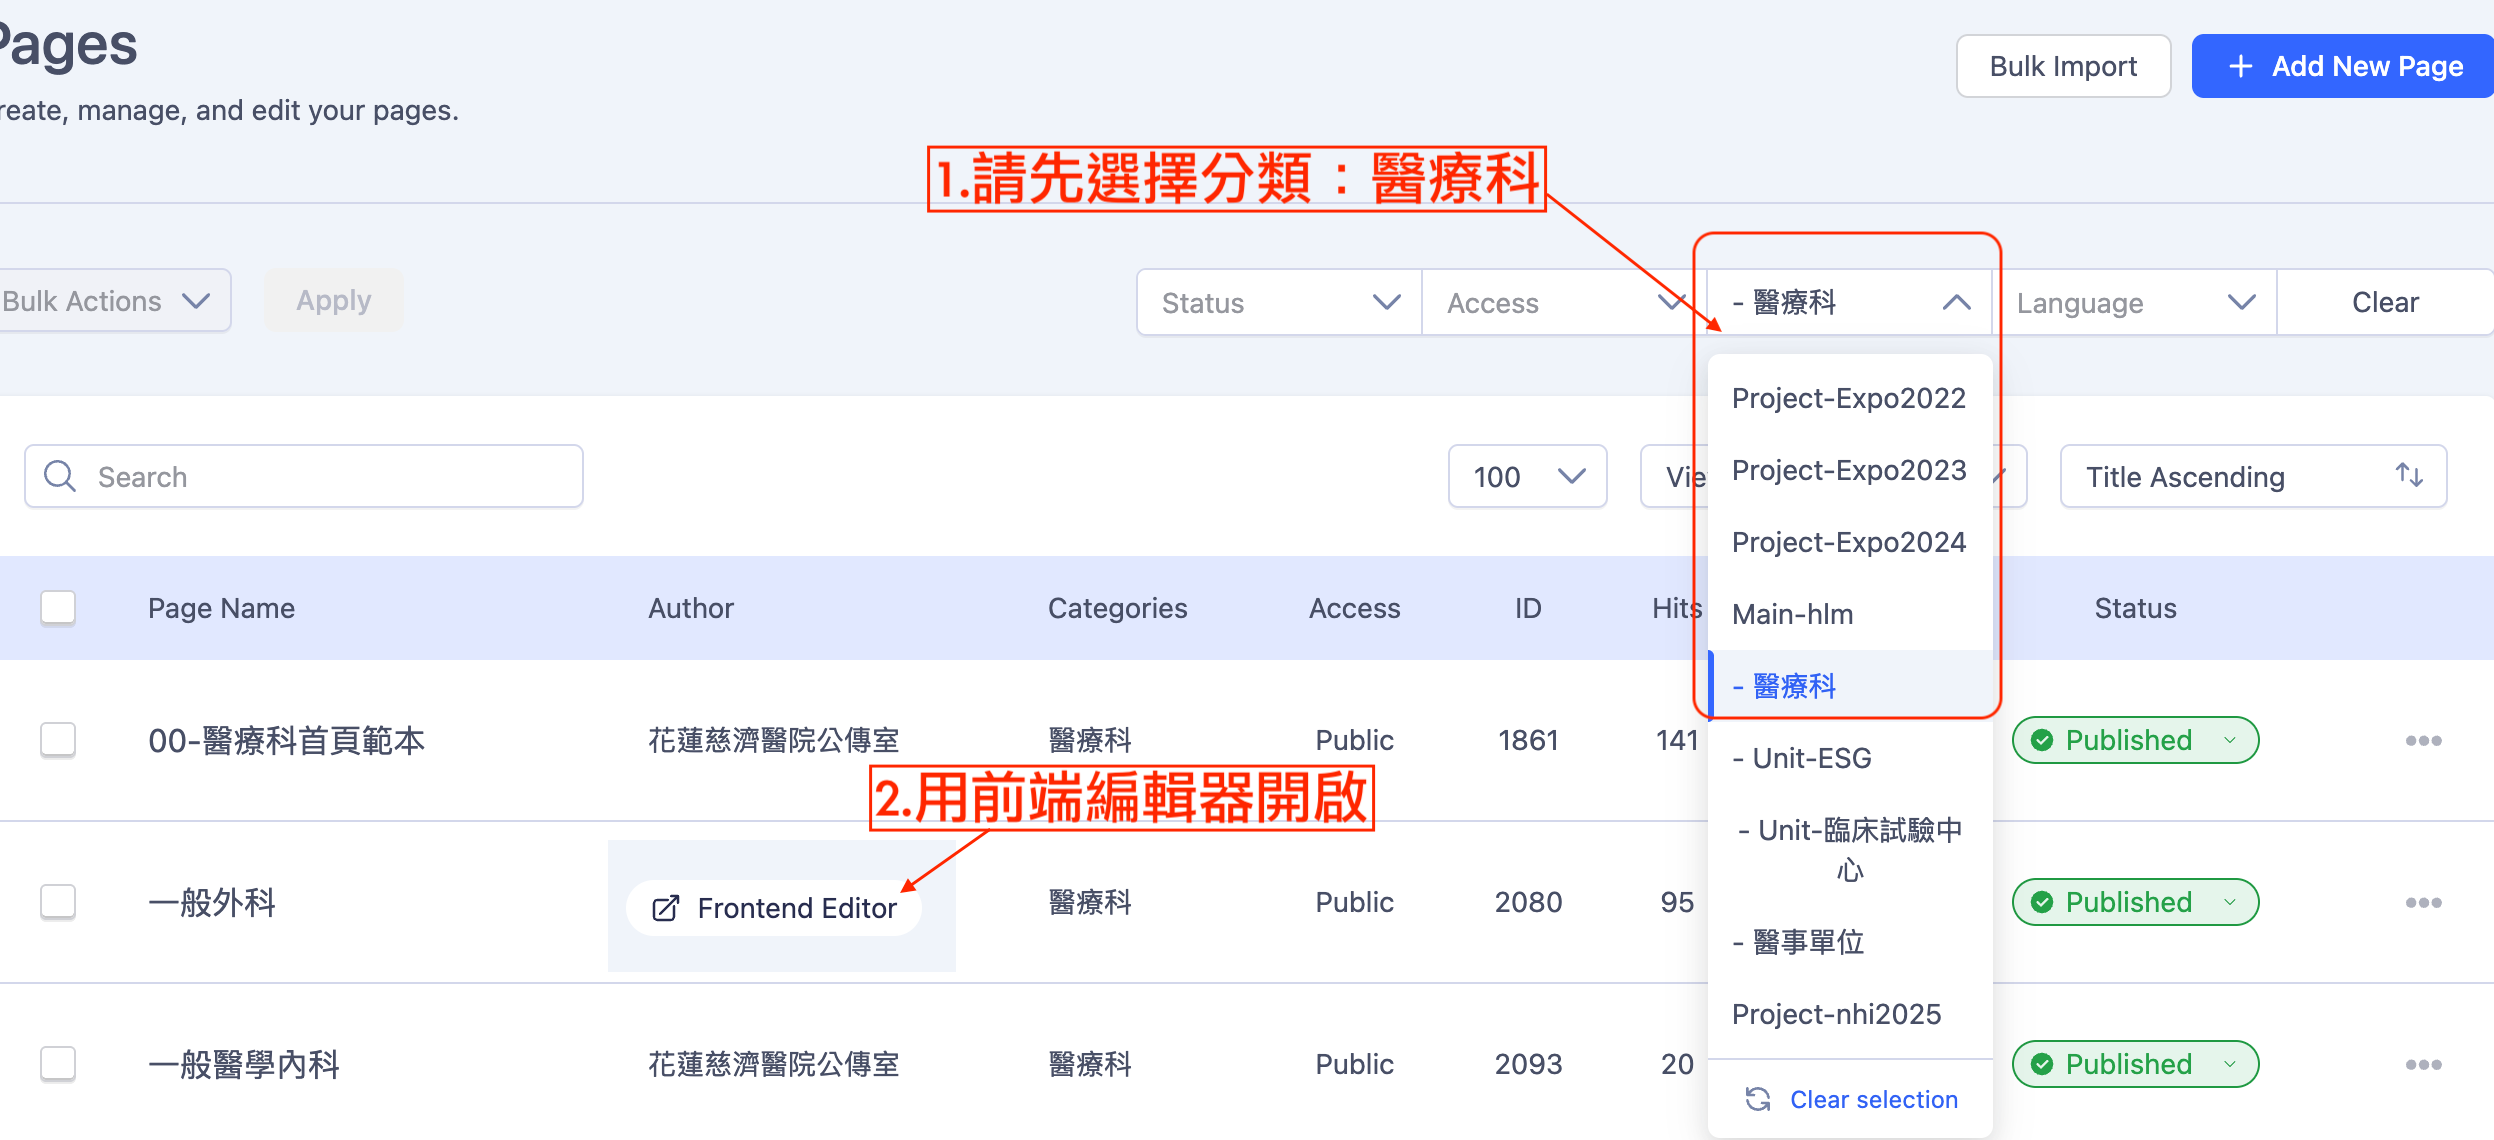 Pages
reate, manage, and edit your pages.
Bulk Import
+ Add New Page
1.請先選擇分類：醫療科
Bulk Actions
Apply
Status
Access
- 醫療科
Language
Clear
Project-Expo2022
Project-Expo2023
Project-Expo2024
Main-hlm
- 醫療科
- Unit-ESG
- Unit-臨床試驗中
心
- 醫事單位
Project-nhi2025
Clear selection
Search
100
Vie
Title Ascending
Page Name Author Categories Access ID Hits Status
00-醫療科首頁範本 花蓮慈濟醫院公傳室 醫療科 Public 1861 141 Published
2.用前端編輯器開啟
一般外科 Frontend Editor 醫療科 Public 2080 95 Published
一般醫學內科 花蓮慈濟醫院公傳室 醫療科 Public 2093 20 Published